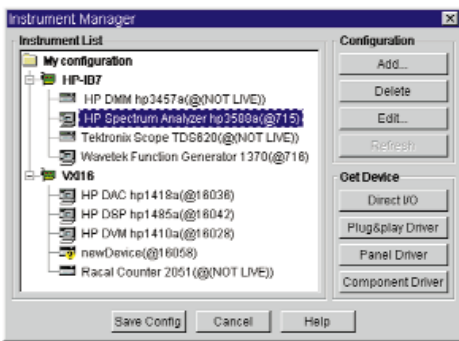 Instrument Manager
Instrument List
My configuration
HP-IB7
HP DMM hp3457a(@(NOT LIVE))
HP Spectrum Analyzer hp3588a(@715)
Tektronix Scope TDS620(@(NOT LIVE))
Wavetek Function Generator 1370(@716)
VXI16
HP DAC hp1418a(@16036)
HP DSP hp1485a(@16042)
HP DVM hp1410a(@16028)
newDevice(@16058)
Racal Counter 2051(@(NOT LIVE))
Configuration
Add...
Delete
Edit...
Refresh
Get Device
Direct I/O
Plug&play Driver
Panel Driver
Component Driver
Save Config
Cancel
Help